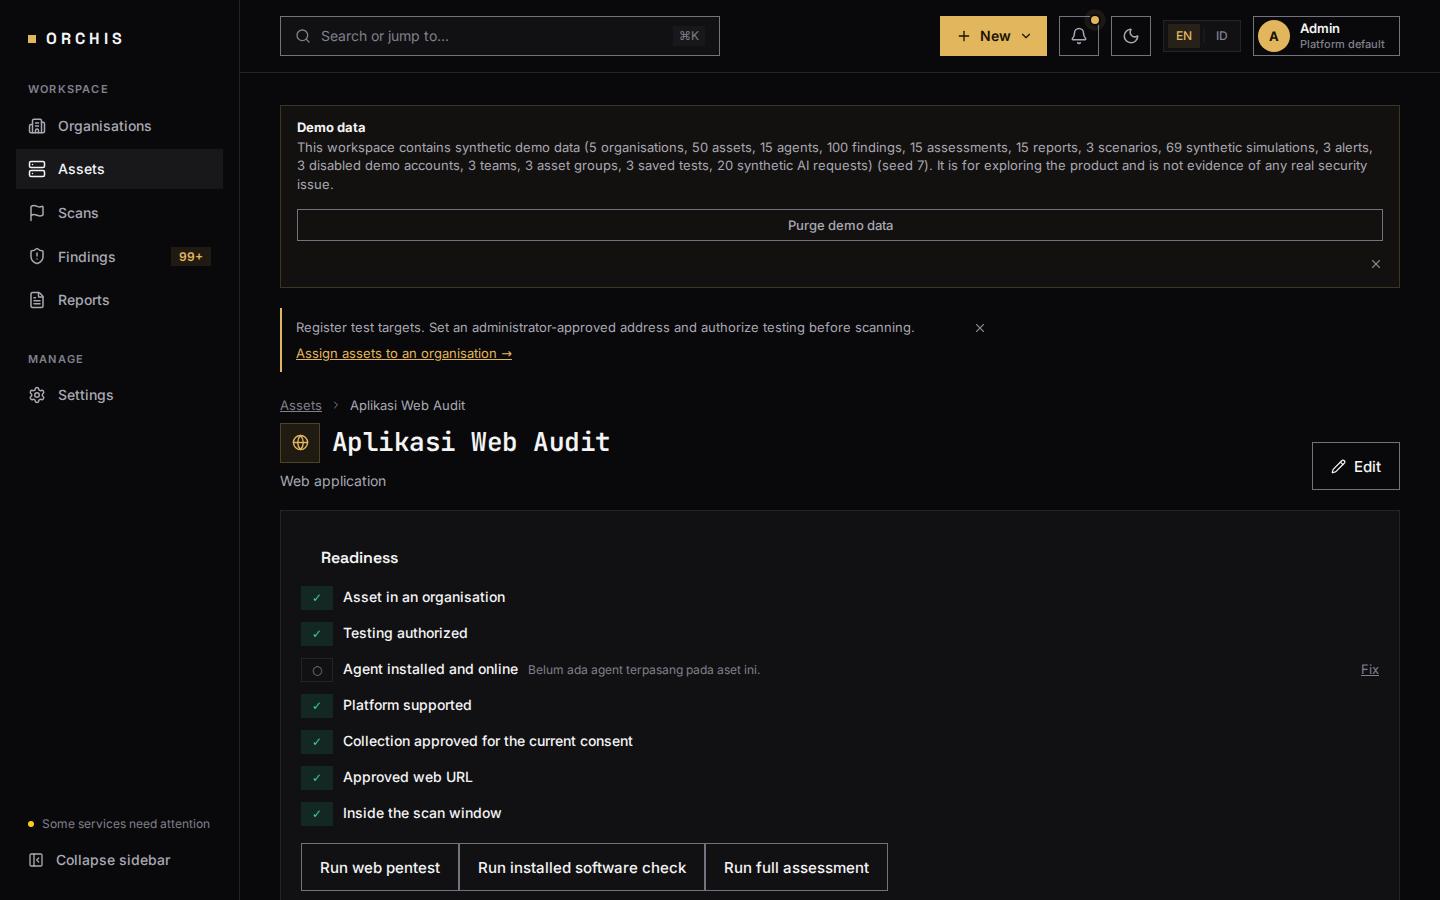 ORCHIS
Search or jump to...
⌘K
New
EN
ID
A
Admin
Platform default
WORKSPACE
Organisations
Assets
Scans
Findings
99+
Reports
MANAGE
Settings
Some services need attention
Collapse sidebar
Demo data
This workspace contains synthetic demo data (5 organisations, 50 assets, 15 agents, 100 findings, 15 assessments, 15 reports, 3 scenarios, 69 synthetic simulations, 3 alerts,
3 disabled demo accounts, 3 teams, 3 asset groups, 3 saved tests, 20 synthetic AI requests) (seed 7). It is for exploring the product and is not evidence of any real security
issue.
Purge demo data
Register test targets. Set an administrator-approved address and authorize testing before scanning.
Assign assets to an organisation →
Assets > Aplikasi Web Audit
Aplikasi Web Audit
Web application
Edit
Readiness
✓ Asset in an organisation
✓ Testing authorized
○ Agent installed and online Belum ada agent terpasang pada aset ini. Fix
✓ Platform supported
✓ Collection approved for the current consent
✓ Approved web URL
✓ Inside the scan window
Run web pentest
Run installed software check
Run full assessment